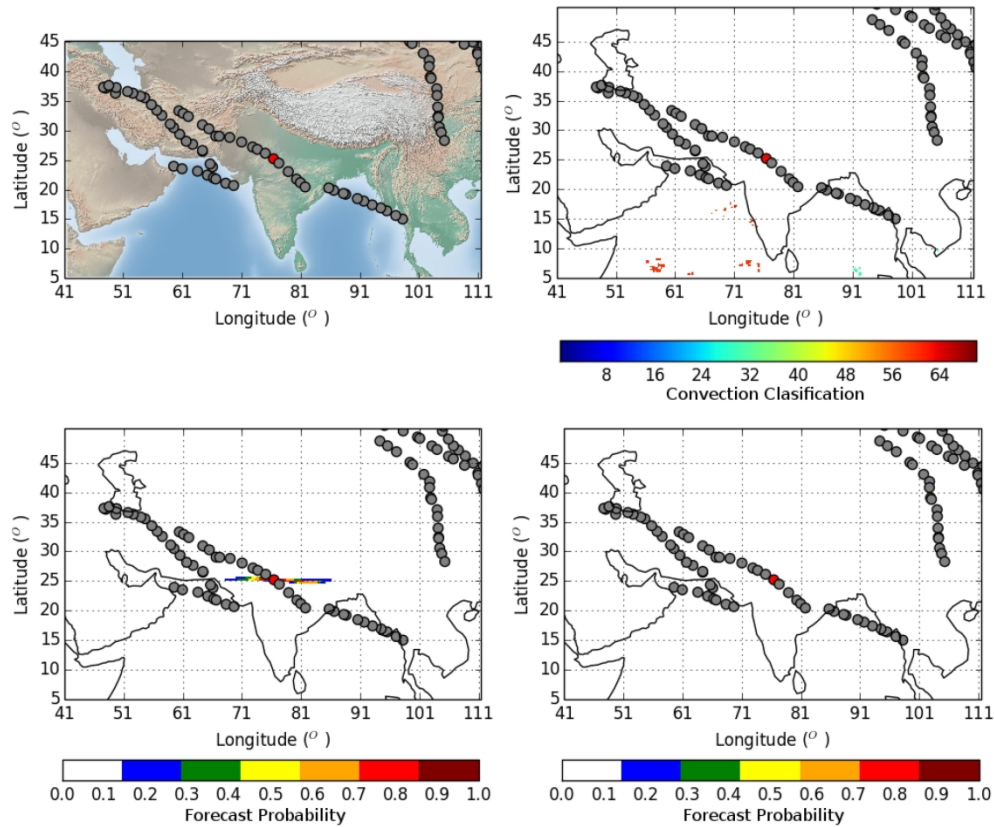 45
40
35
30
25
20
15
10
5
Latitude (O )
41 51 61 71 81 91 101 111
Longitude (O )
45
40
35
30
25
20
15
10
5
Latitude (O )
41 51 61 71 81 91 101 111
Longitude (O )
8 16 24 32 40 48 56 64
Convection Clasification
45
40
35
30
25
20
15
10
5
Latitude (O )
41 51 61 71 81 91 101 111
Longitude (O )
0.0 0.1 0.2 0.3 0.4 0.5 0.6 0.7 0.8 0.9 1.0
Forecast Probability
45
40
35
30
25
20
15
10
5
Latitude (O )
41 51 61 71 81 91 101 111
Longitude (O )
0.0 0.1 0.2 0.3 0.4 0.5 0.6 0.7 0.8 0.9 1.0
Forecast Probability